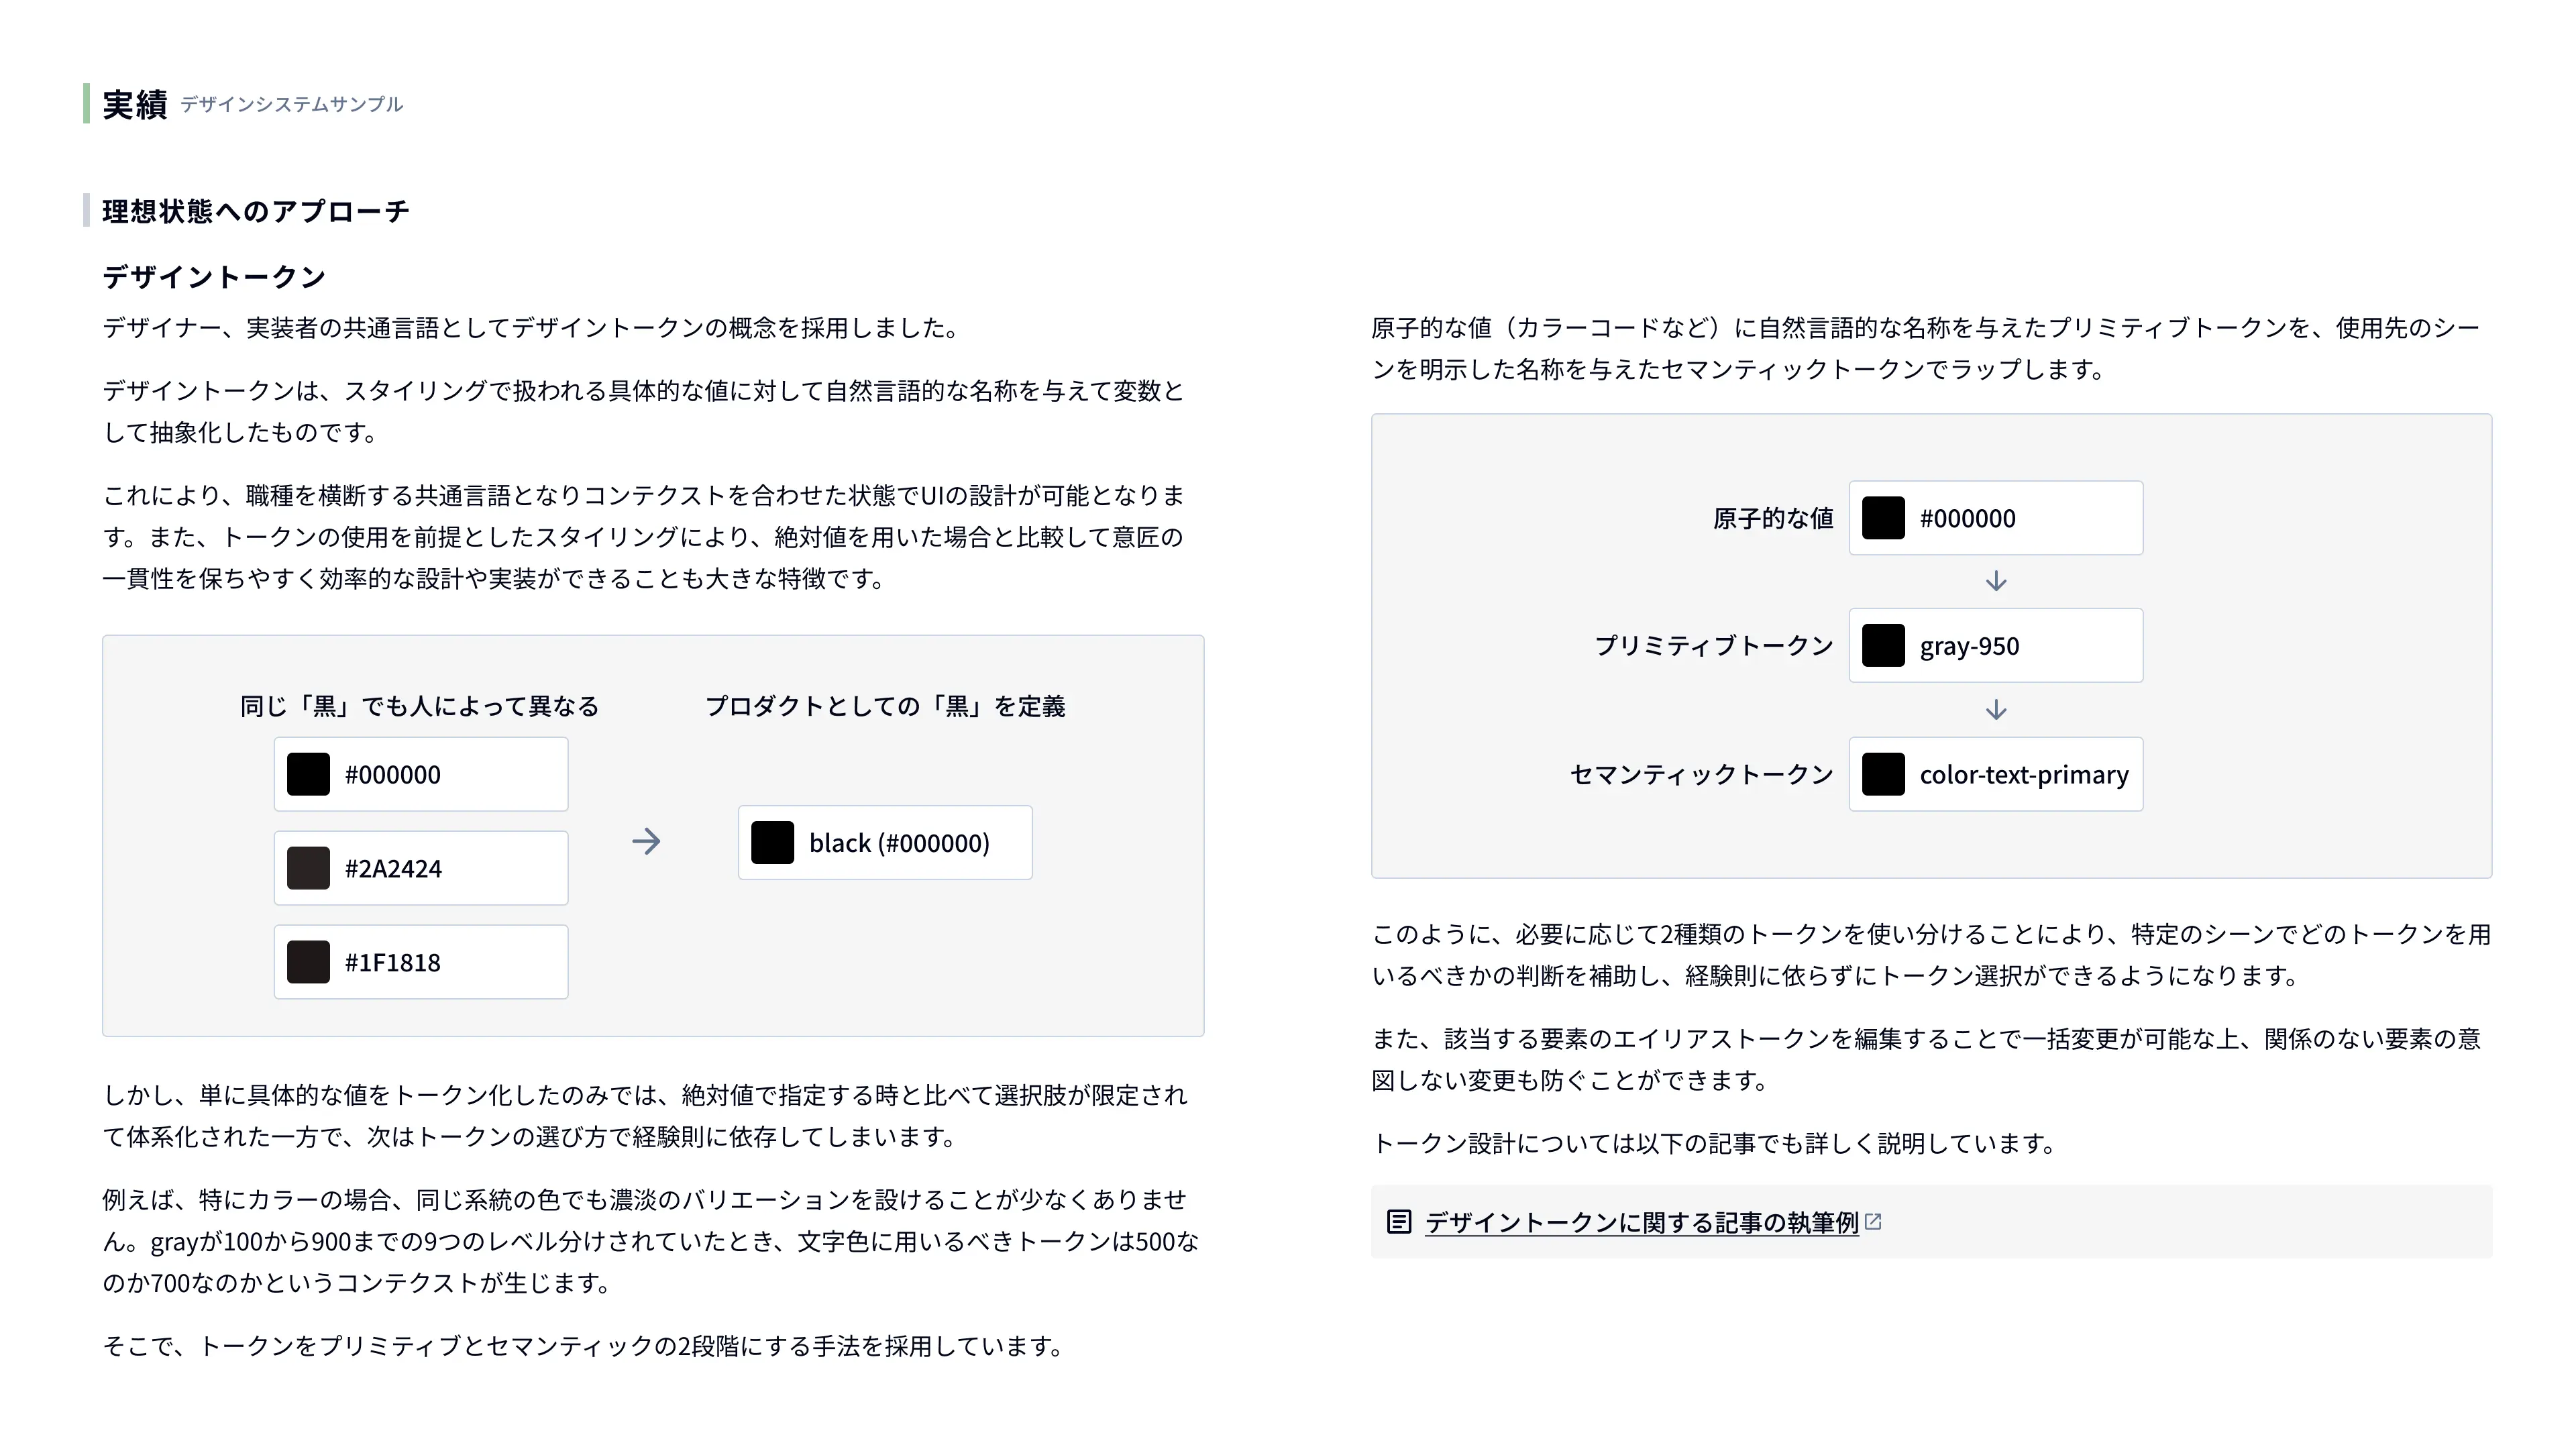 実績 デザインシステムサンプル
理想状態へのアプローチ
デザイントークン
デザイナー、実装者の共通言語としてデザイントークンの概念を採用しました。
デザイントークンは、スタイリングで扱われる具体的な値に対して自然言語的な名称を与えて変数と
して抽象化したものです。
これにより、職種を横断する共通言語となりコンテクストを合わせた状態でUIの設計が可能となりま
す。また、トークンの使用を前提としたスタイリングにより、絶対値を用いた場合と比較して意匠の
一貫性を保ちやすく効率的な設計や実装ができることも大きな特徴です。
同じ「黒」でも人によって異なる
#000000
#2A2424
#1F1818
プロダクトとしての「黒」を定義
black (#000000)
しかし、単に具体的な値をトークン化したのみでは、絶対値で指定する時と比べて選択肢が限定され
て体系化された一方で、次はトークンの選び方で経験則に依存してしまいます。
例えば、特にカラーの場合、同じ系統の色でも濃淡のバリエーションを設けることが少なくありませ
ん。grayが100から900までの9つのレベル分けされていたとき、文字色に用いるべきトークンは500な
のか700なのかというコンテクストが生じます。
そこで、トークンをプリミティブとセマンティックの2段階にする手法を採用しています。
原子的な値（カラーコードなど）に自然言語的な名称を与えたプリミティブトークンを、使用先のシー
ンを明示した名称を与えたセマンティックトークンでラップします。
原子的な値 #000000
プリミティブトークン gray-950
セマンティックトークン color-text-primary
このように、必要に応じて2種類のトークンを使い分けることにより、特定のシーンでどのトークンを用
いるべきかの判断を補助し、経験則に依らずにトークン選択ができるようになります。
また、該当する要素のエイリアストークンを編集することで一括変更が可能な上、関係のない要素の意
図しない変更も防ぐことができます。
トークン設計については以下の記事でも詳しく説明しています。
デザイントークンに関する記事の執筆例